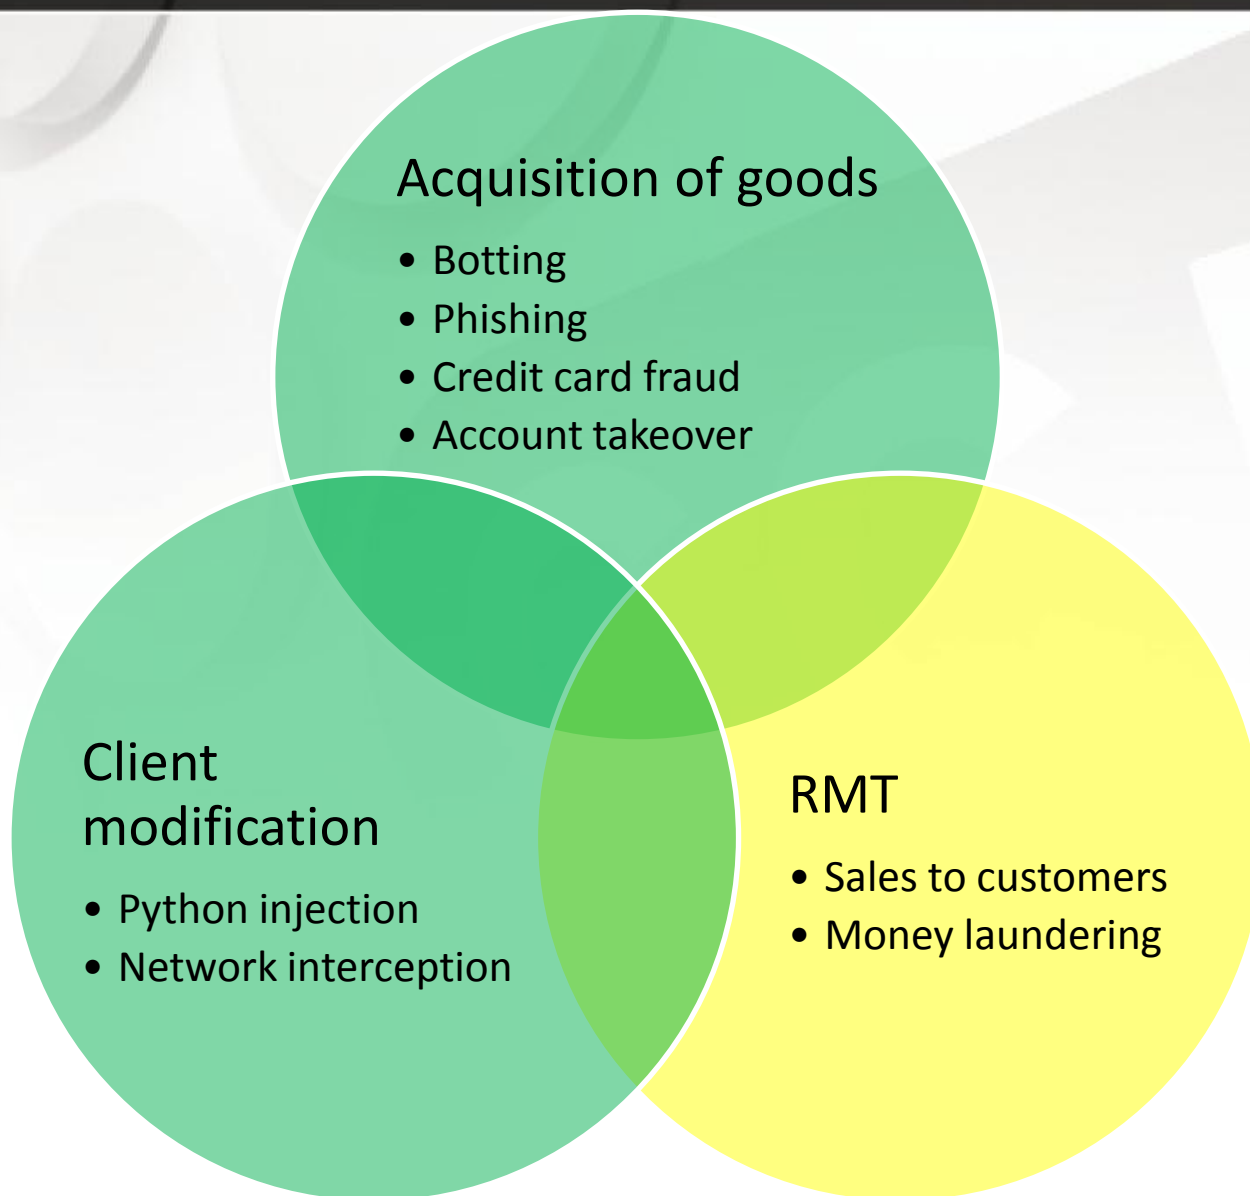 Acquisition of goods
• Botting
• Phishing
• Credit card fraud
• Account takeover
Client
modification
• Python injection
• Network interception
RMT
• Sales to customers
• Money laundering